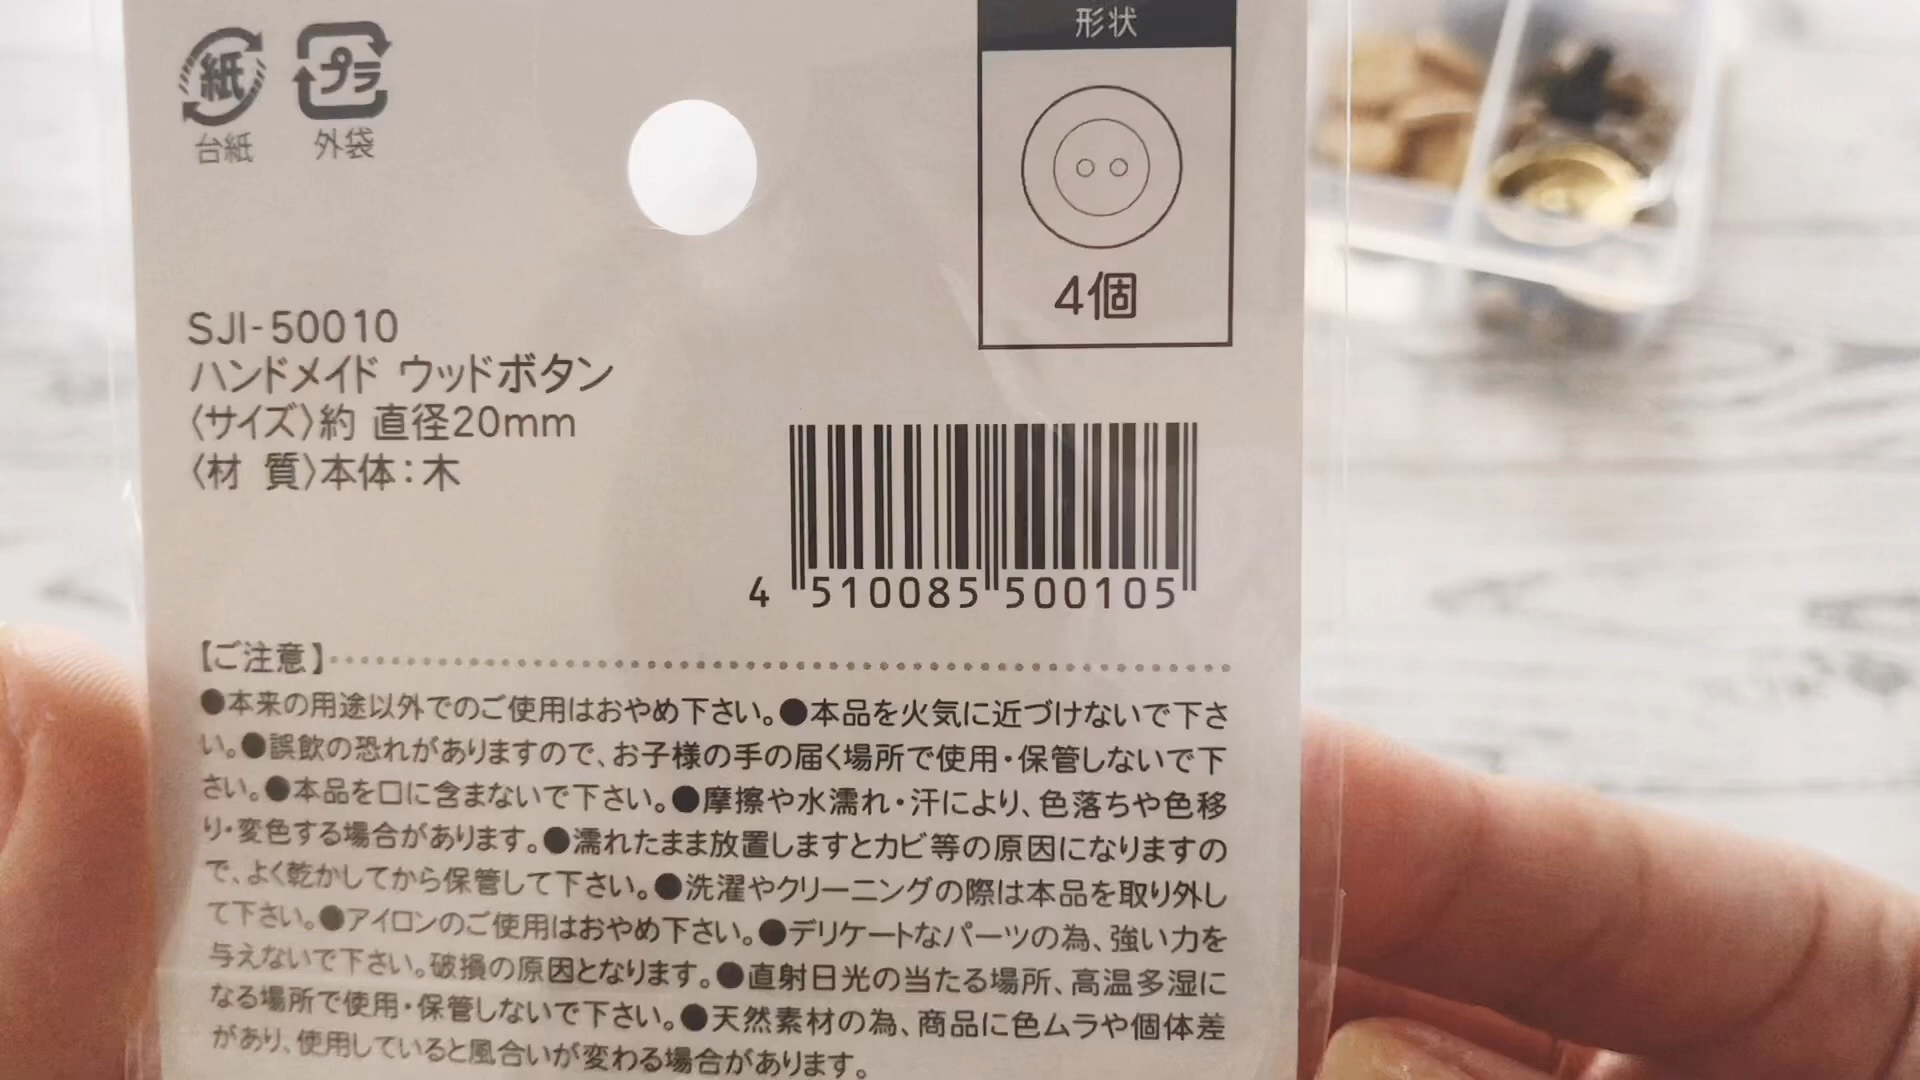 紙
プラ
台紙
外袋
形状
4個
SJI-50010
ハンドメイド ウッドボタン
〈サイズ〉約 直径20mm
〈材 質〉本体：木
4 510085 500105
【ご注意】
●本来の用途以外でのご使用はおやめ下さい。●本品を火気に近づけないで下さ
い。●誤飲の恐れがありますので、お子様の手の届く場所で使用・保管しないで下
さい。●本品を口に含まないで下さい。●摩擦や水濡れ・汗により、色落ちや色移
り・変色する場合があります。●濡れたまま放置しますとカビ等の原因になりますの
で、よく乾かしてから保管して下さい。●洗濯やクリーニングの際は本品を取り外し
て下さい。●アイロンのご使用はおやめ下さい。●デリケートなパーツの為、強い力を
与えないで下さい。破損の原因となります。●直射日光の当たる場所、高温多湿に
なる場所で使用・保管しないで下さい。●天然素材の為、商品に色ムラや個体差
があり、使用していると風合いが変わる場合があります。